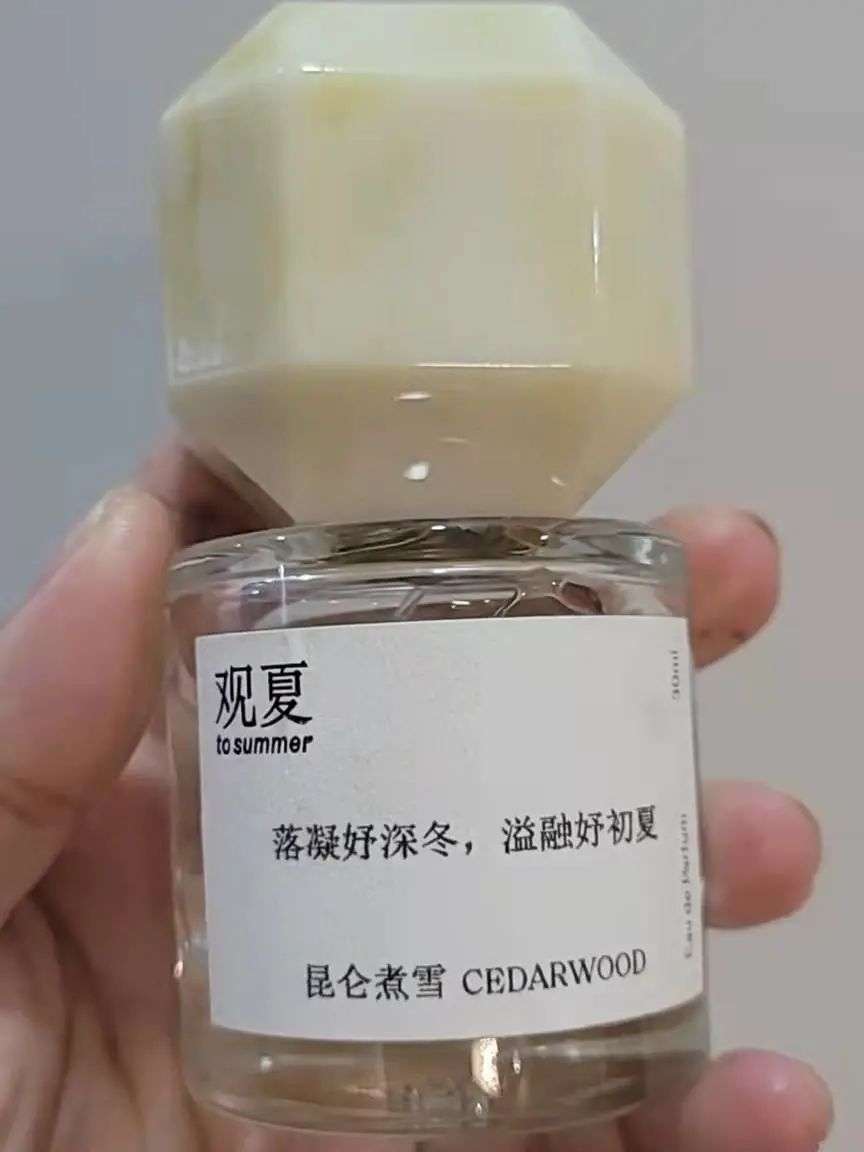 观夏
to summer
落凝妤深冬，溢融妤初夏
昆仑煮雪 CEDARWOOD
30ml
Eau de Parfum